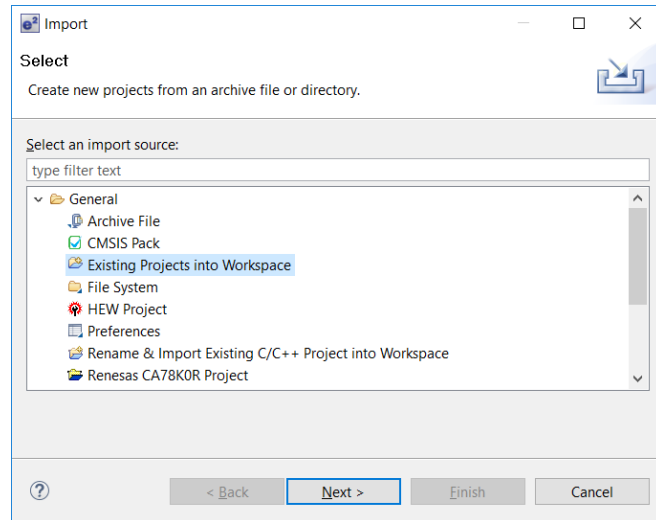 e² Import
Select
Create new projects from an archive file or directory.
Select an import source:
type filter text
General
Archive File
CMSIS Pack
Existing Projects into Workspace
File System
HEW Project
Preferences
Rename & Import Existing C/C++ Project into Workspace
Renesas CA78K0R Project
? < Back Next > Finish Cancel